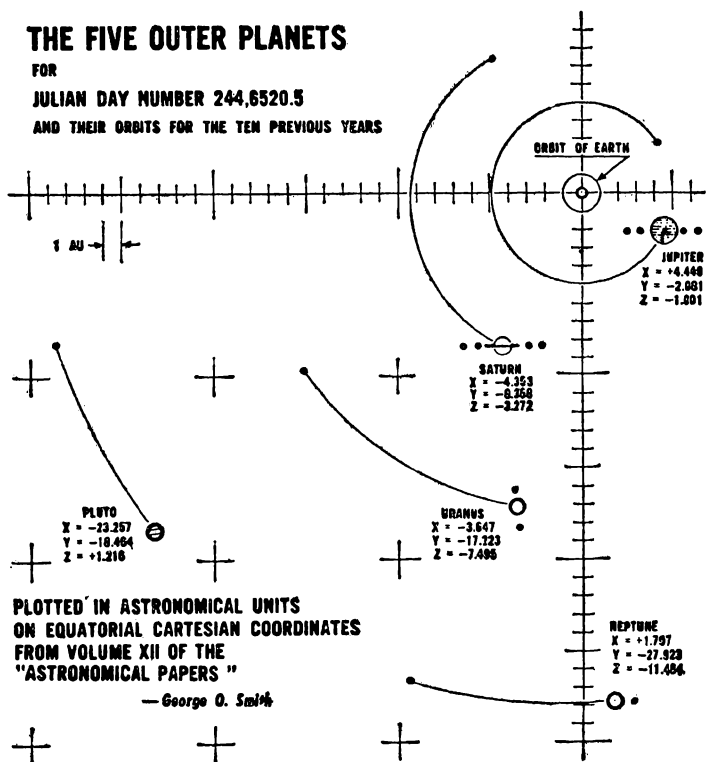 THE FIVE OUTER PLANETS
FOR
JULIAN DAY NUMBER 244,6520.5
AND THEIR ORBITS FOR THE TEN PREVIOUS YEARS
ORBIT OF EARTH
1 AU
JUPITER
X = +4.448
Y = -2.081
Z = -1.001
SATURN
X = -4.353
Y = -8.358
Z = -3.272
PLUTO
X = -23.257
Y = -18.464
Z = +1.216
URANUS
X = -3.647
Y = -17.223
Z = -7.495
NEPTUNE
X = +1.797
Y = -27.923
Z = -11.484
PLOTTED IN ASTRONOMICAL UNITS
ON EQUATORIAL CARTESIAN COORDINATES
FROM VOLUME XII OF THE
"ASTRONOMICAL PAPERS"
—George O. Smith